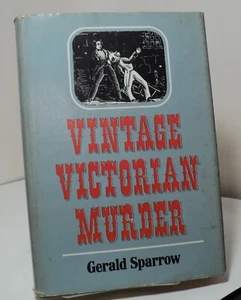 VINTAGE
VICTORIAN
MURDER
Gerald Sparrow